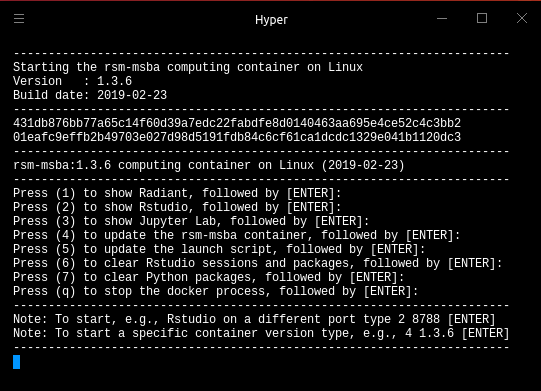 Hyper
-----------------------------------------------------------------------
Starting the rsm-msba computing container on Linux
Version   : 1.3.6
Build date: 2019-02-23
-----------------------------------------------------------------------
431db876bb77a65c14f60d39a7edc22fabdfe8d0140463aa695e4ce52c4c3bb2
01eafc9effb2b49703e027d98d5191fdb84c6cf61ca1dcdc1329e041b1120dc3
-----------------------------------------------------------------------
rsm-msba:1.3.6 computing container on Linux (2019-02-23)
-----------------------------------------------------------------------
Press (1) to show Radiant, followed by [ENTER]:
Press (2) to show Rstudio, followed by [ENTER]:
Press (3) to show Jupyter Lab, followed by [ENTER]:
Press (4) to update the rsm-msba container, followed by [ENTER]:
Press (5) to update the launch script, followed by [ENTER]:
Press (6) to clear Rstudio sessions and packages, followed by [ENTER]:
Press (7) to clear Python packages, followed by [ENTER]:
Press (q) to stop the docker process, followed by [ENTER]:
-----------------------------------------------------------------------
Note: To start, e.g., Rstudio on a different port type 2 8788 [ENTER]
Note: To start a specific container version type, e.g., 4 1.3.6 [ENTER]
-----------------------------------------------------------------------